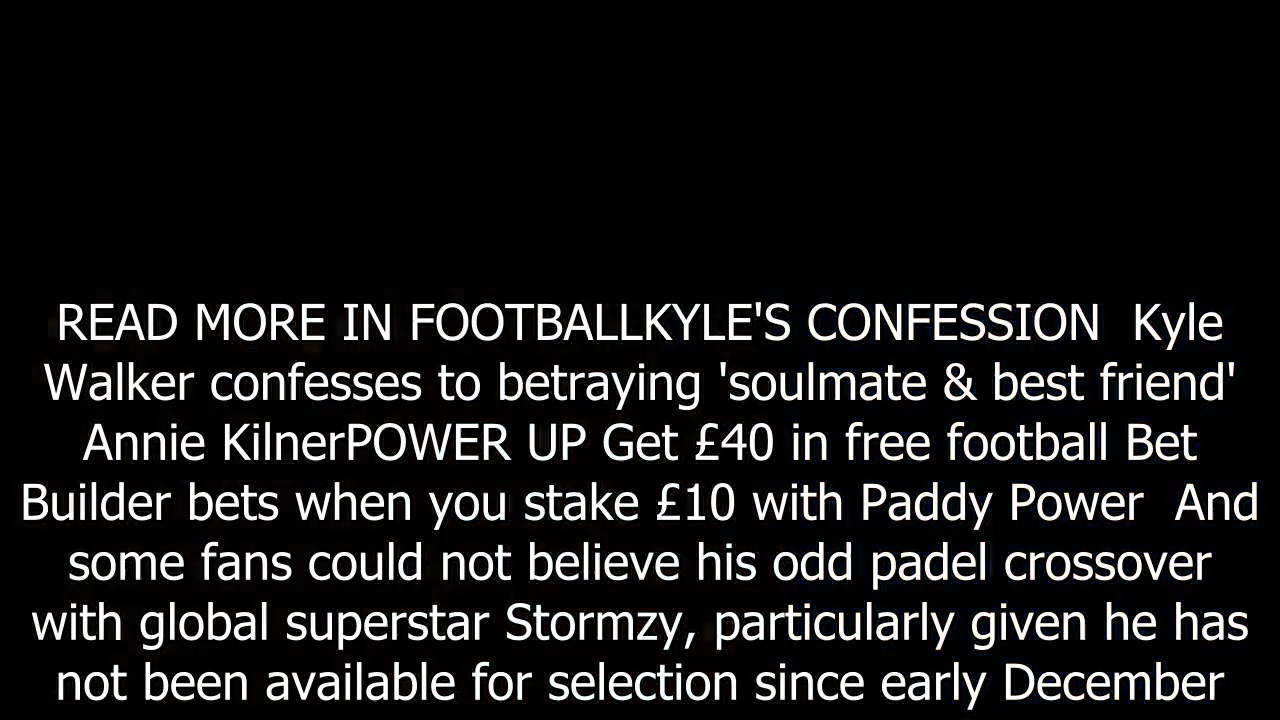 READ MORE IN FOOTBALLKYLE'S CONFESSION  Kyle
Walker confesses to betraying 'soulmate & best friend'
Annie KilnerPOWER UP Get £40 in free football Bet
Builder bets when you stake £10 with Paddy Power  And
some fans could not believe his odd padel crossover
with global superstar Stormzy, particularly given he has
not been available for selection since early December